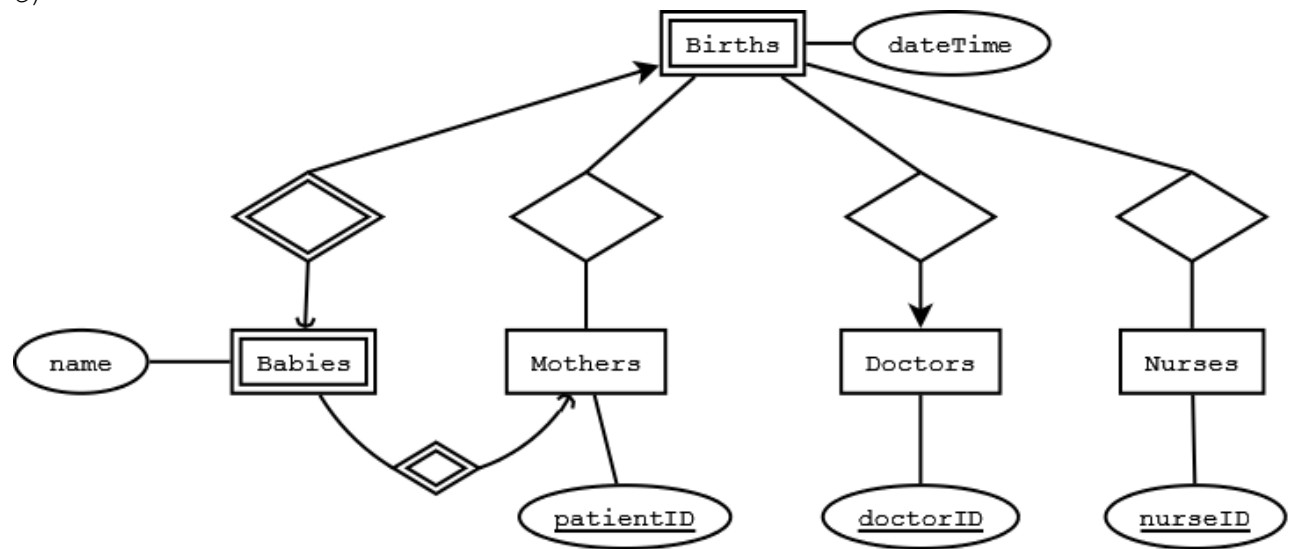 Births
dateTime
name
Babies
Mothers
Doctors
Nurses
patientID
doctorID
nurseID